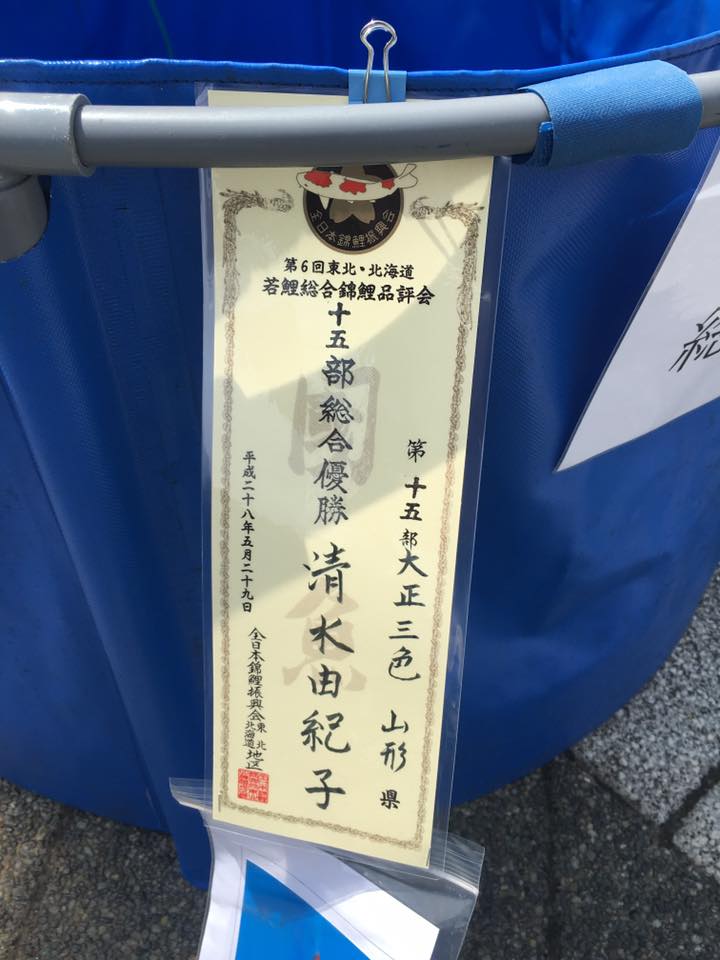 全日本錦鯉振興会
第6回東北・北海道
若鯉総合錦鯉品評会
第十五部大正三色 山形県
十五部総合優勝 清水由紀子
平成二十八年五月二十九日
全日本錦鯉振興会東北北海道地区